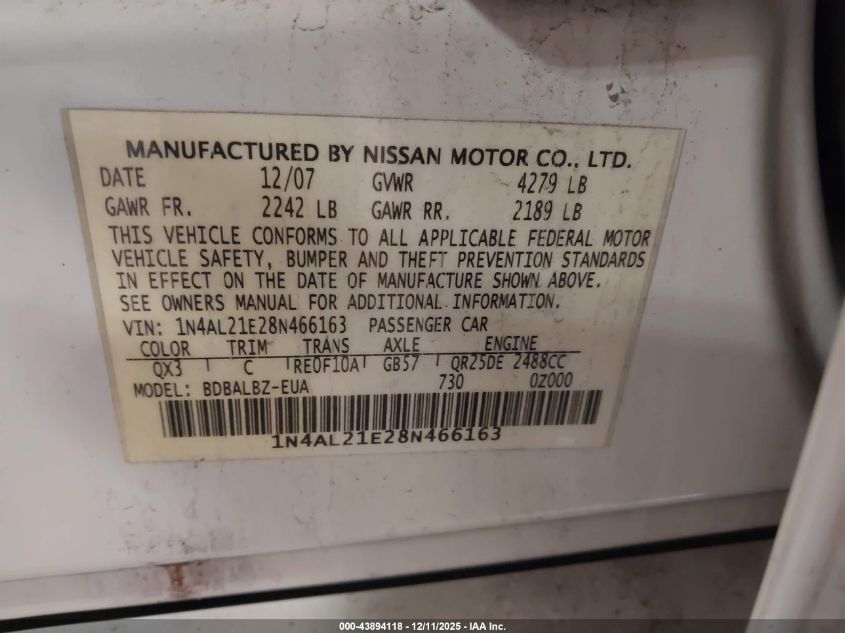 MANUFACTURED BY NISSAN MOTOR CO., LTD.
DATE 12/07 GVWR 4279 LB
GAWR FR. 2242 LB GAWR RR. 2189 LB
THIS VEHICLE CONFORMS TO ALL APPLICABLE FEDERAL MOTOR
VEHICLE SAFETY, BUMPER AND THEFT PREVENTION STANDARDS
IN EFFECT ON THE DATE OF MANUFACTURE SHOWN ABOVE.
SEE OWNERS MANUAL FOR ADDITIONAL INFORMATION.
VIN: 1N4AL21E28N466163 PASSENGER CAR
COLOR TRIM TRANS AXLE ENGINE
QX3 C RE0F10A GB57 QR25DE 2488CC
MODEL: BDBALBZ-EUA 730 0Z000
1N4AL21E28N466163
000-43894118 - 12/11/2025 - IAA Inc.